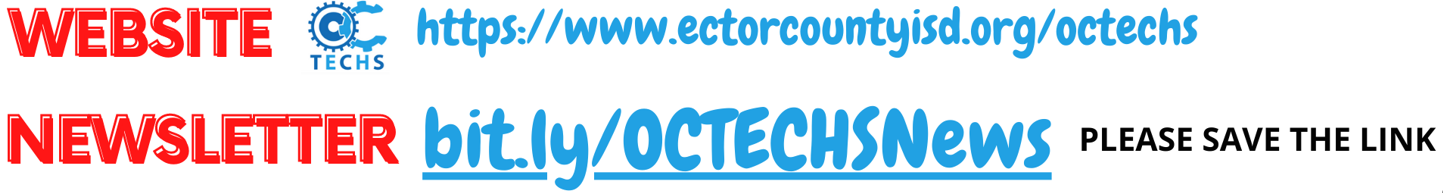 WEBSITE OC TECHS https://www.ectorcountyisd.org/octechs
NEWSLETTER bit.ly/OCTECHSNews PLEASE SAVE THE LINK